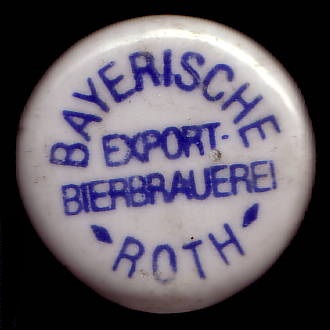 BAYERISCHE
EXPORT-
BIERBRAUEREI
ROTH